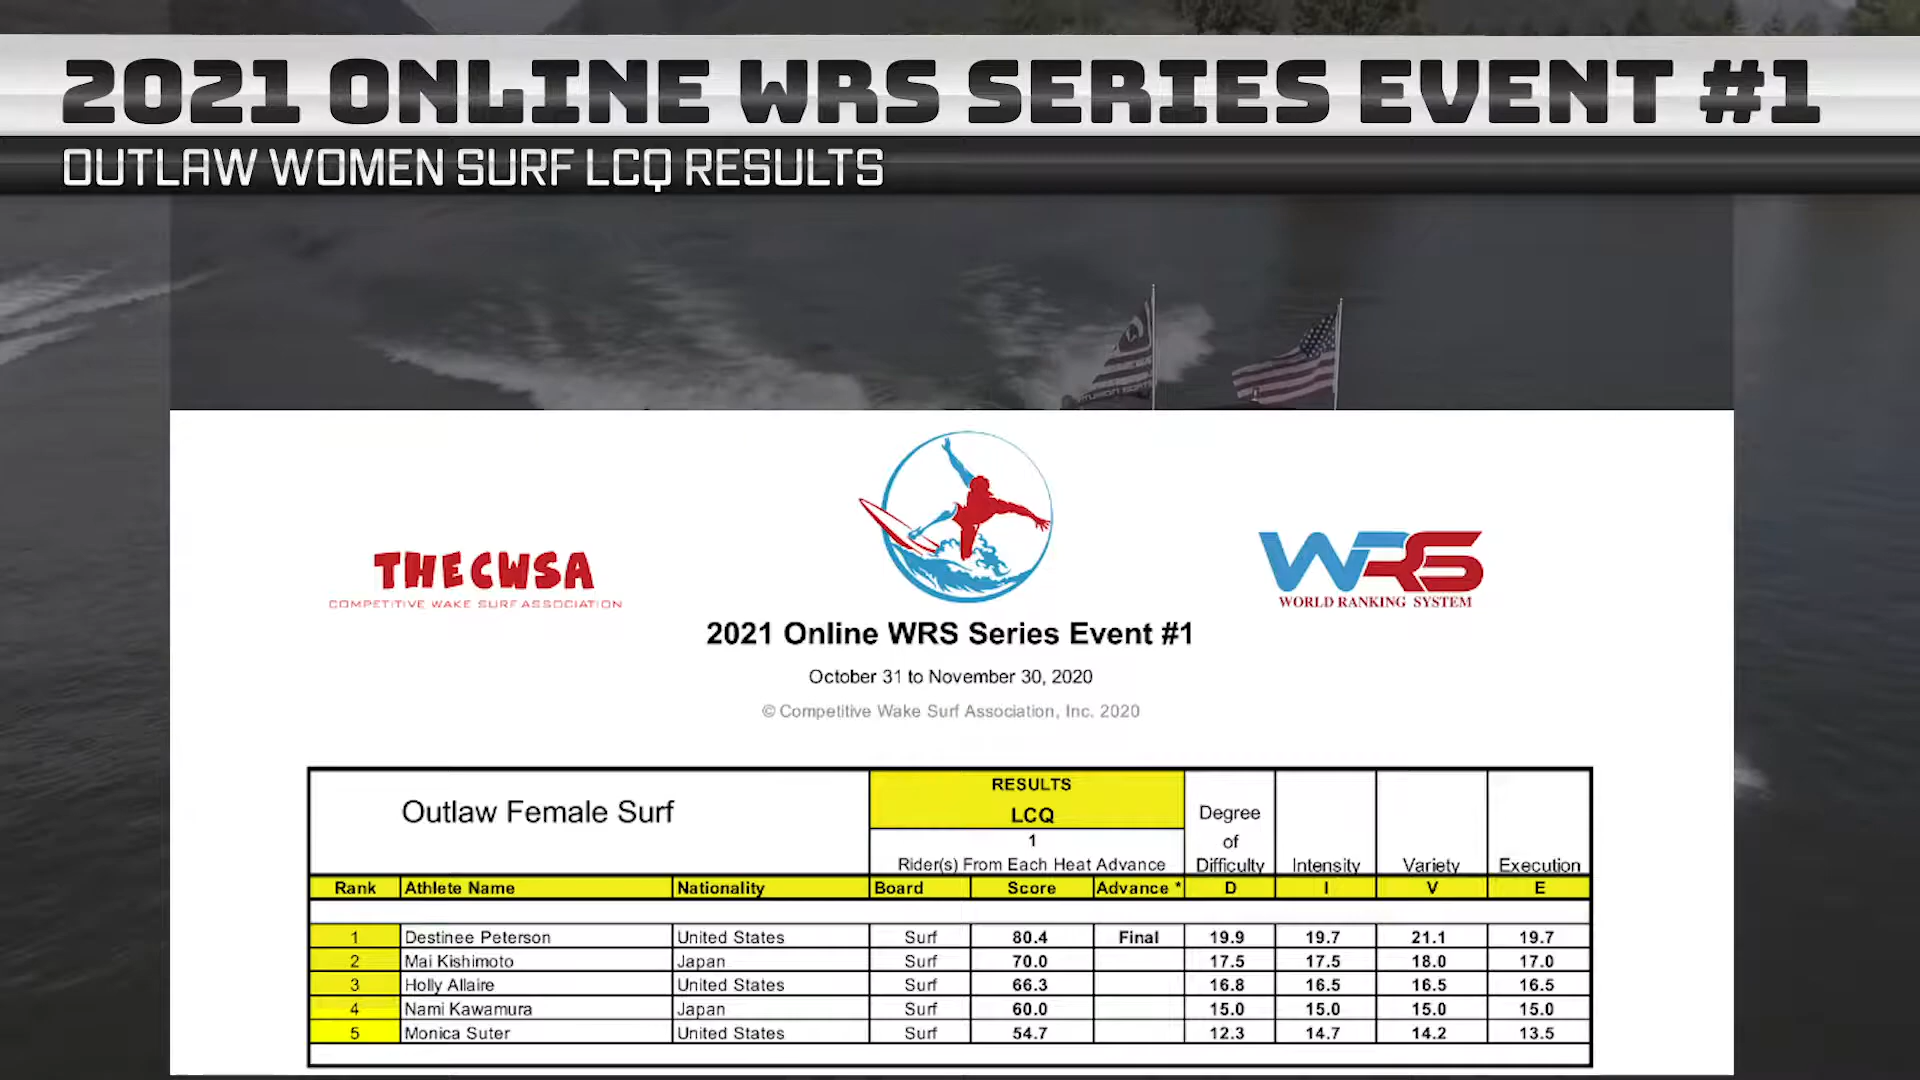 2021 ONLINE WRS SERIES EVENT #1
OUTLAW WOMEN SURF LCQ RESULTS
THECWSA
COMPETITIVE WAKE SURF ASSOCIATION
WRS
WORLD RANKING SYSTEM
2021 Online WRS Series Event #1
October 31 to November 30, 2020
© Competitive Wake Surf Association, Inc. 2020
Outlaw Female Surf
RESULTS
LCQ
1
Rider(s) From Each Heat Advance
Degree
of
Difficulty Intensity Variety Execution
Rank Athlete Name Nationality Board Score Advance * D I V E
1 Destinee Peterson United States Surf 80.4 Final 19.9 19.7 21.1 19.7
2 Mai Kishimoto Japan Surf 70.0 17.5 17.5 18.0 17.0
3 Holly Allaire United States Surf 66.3 16.8 16.5 16.5 16.5
4 Nami Kawamura Japan Surf 60.0 15.0 15.0 15.0 15.0
5 Monica Suter United States Surf 54.7 12.3 14.7 14.2 13.5